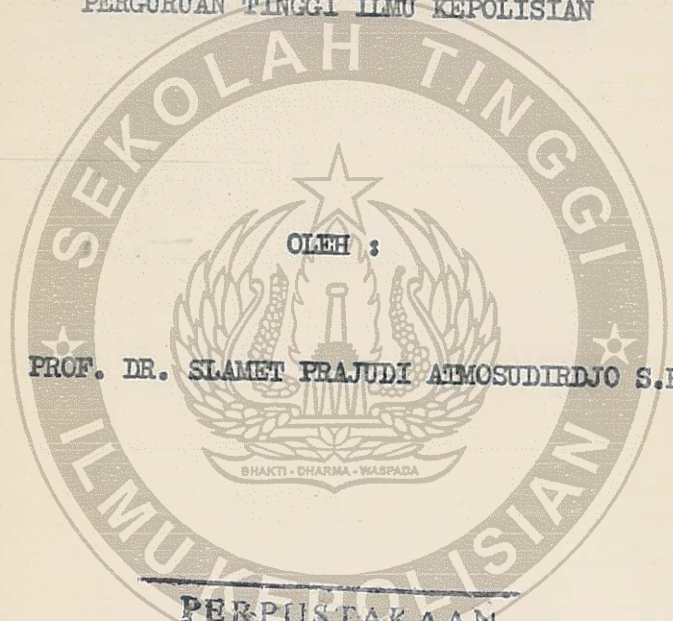 PERGURUAN TINGGI ILMU KEPOLISIAN
SEKOLAH TINGGI
OLEH :
PROF. DR. SLAMET PRAJUDI ATMOSUDIRDJO
BHAKTI - DHARMA - WASPADA
ILMU KEPOLISIAN
PERPUSTAKAAN